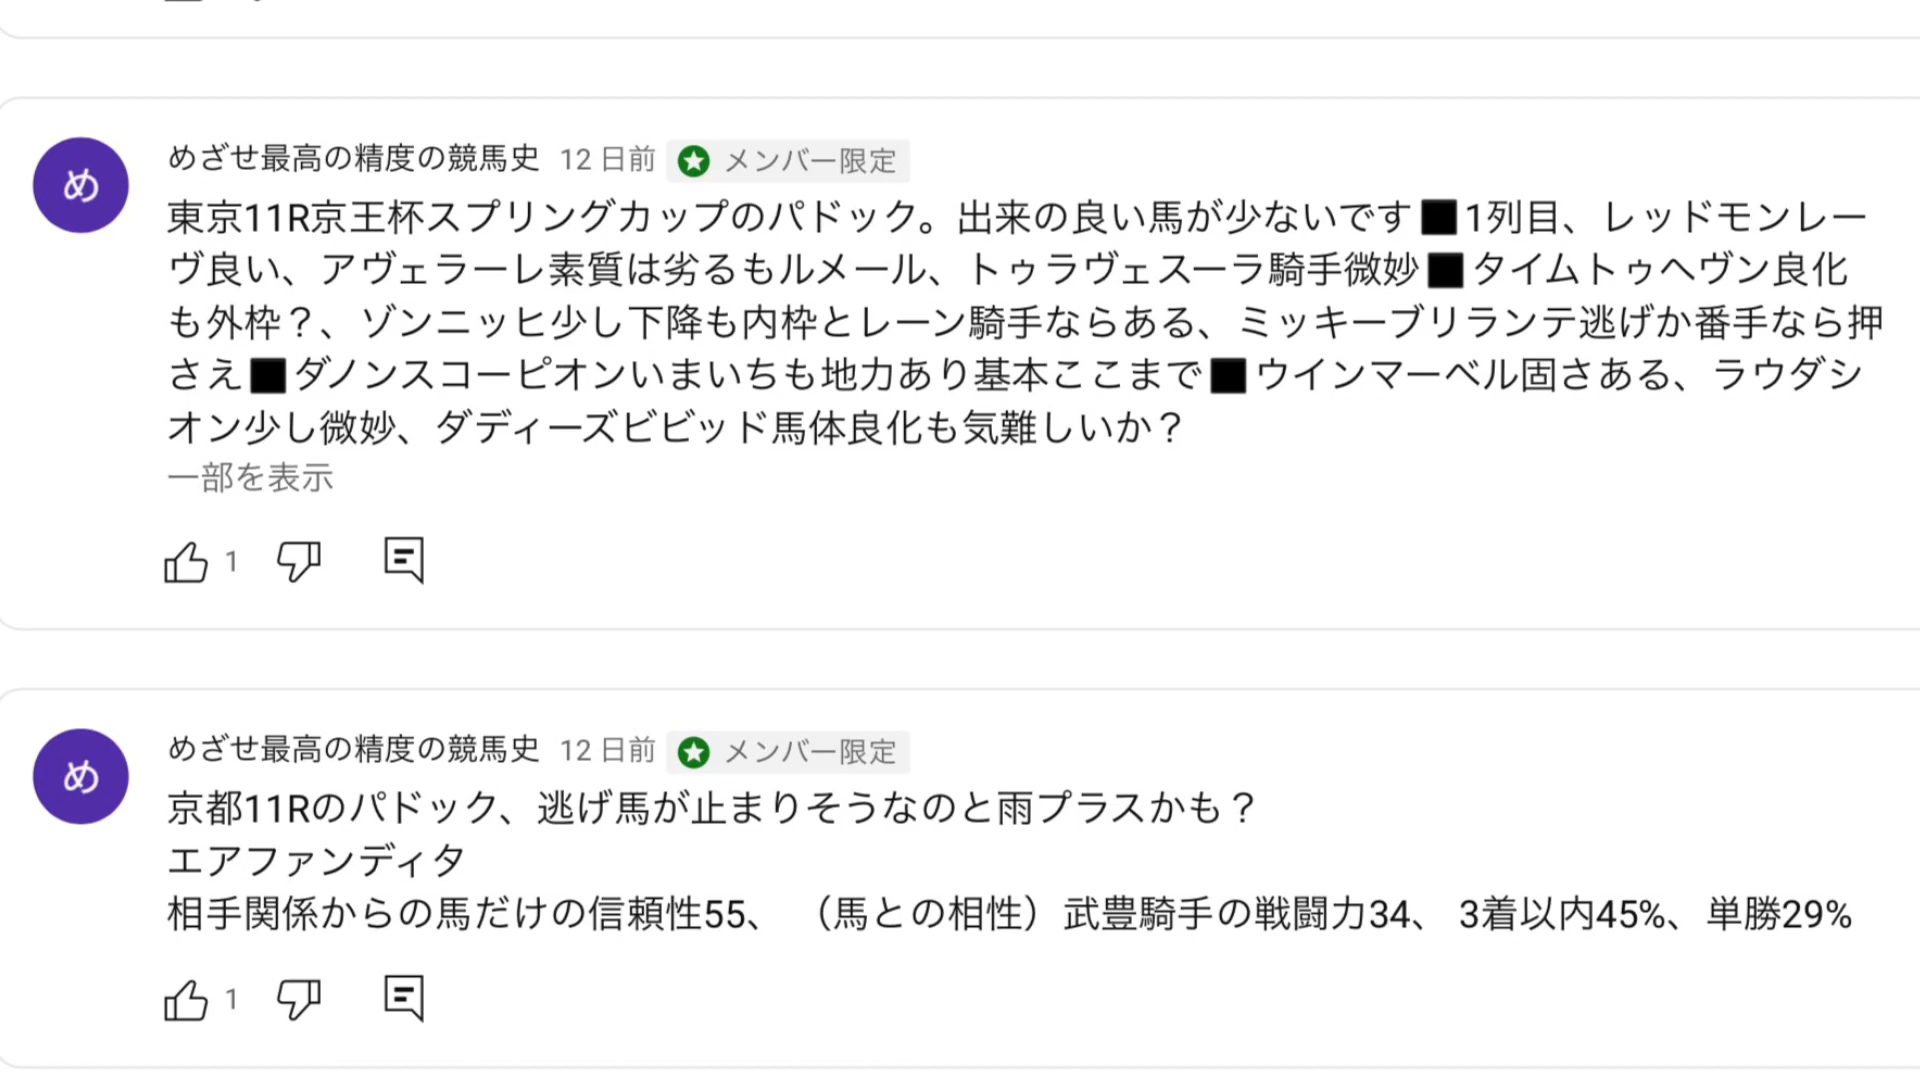 め
めざせ最高の精度の競馬史 12 日前 メンバー限定
東京11R京王杯スプリングカップのパドック。出来の良い馬が少ないです■1列目、レッドモンレー
ヴ良い、アヴェラーレ素質は劣るもルメール、トゥラヴェスーラ騎手微妙■タイムトゥヘヴン良化
も外枠？、ゾンニッヒ少し下降も内枠とレーン騎手ならある、ミッキーブリランテ逃げか番手なら押
さえ■ダノンスコーピオンいまいちも地力あり基本ここまで■ウインマーベル固さある、ラウダシ
オン少し微妙、ダディーズビビッド馬体良化も気難しいか？
一部を表示
1
め
めざせ最高の精度の競馬史 12 日前 メンバー限定
京都11Rのパドック、逃げ馬が止まりそうなのと雨プラスかも？
エアファンディタ
相手関係からの馬だけの信頼性55、 （馬との相性）武豊騎手の戦闘力34、 3着以内45%、単勝29%
1